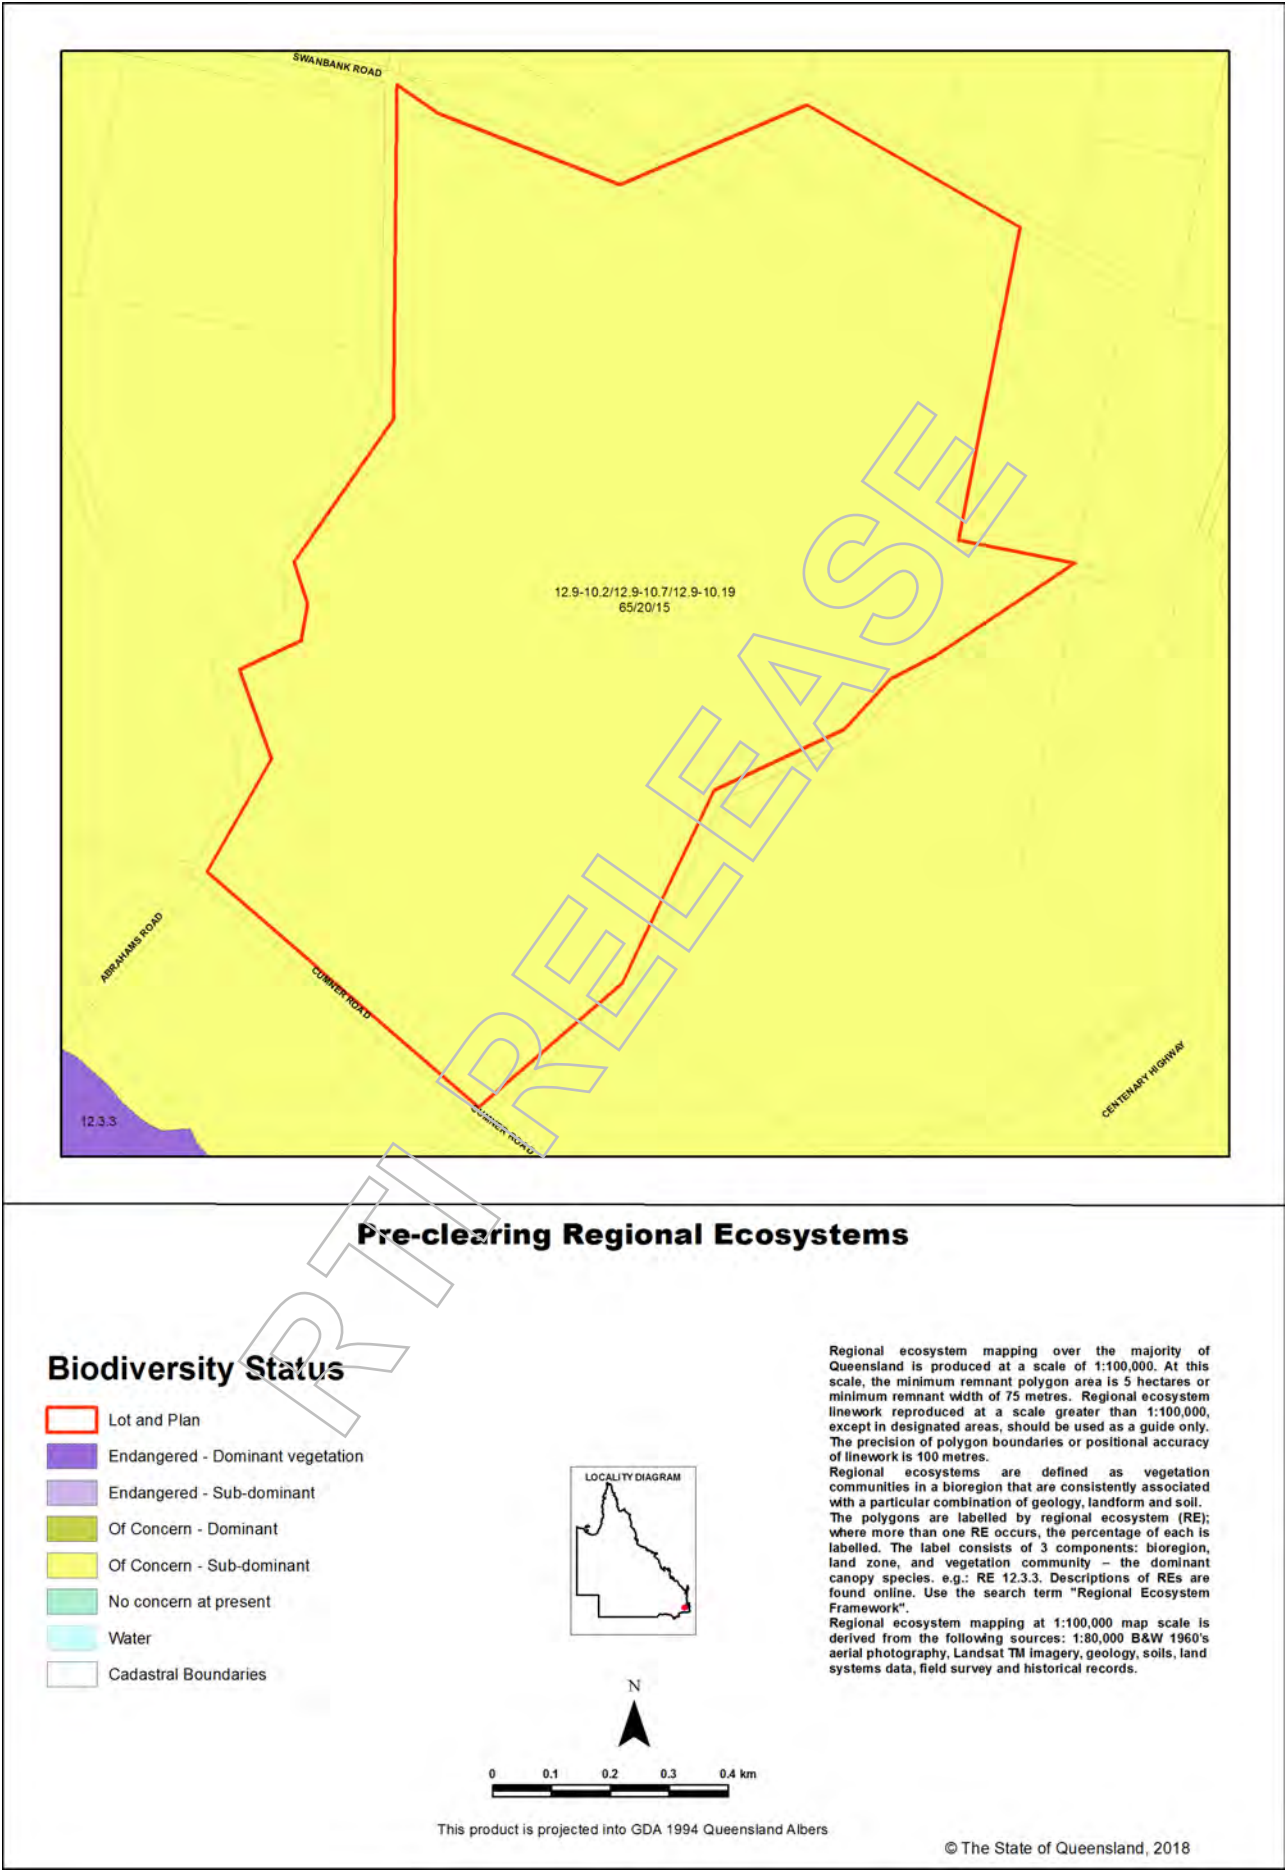 SWANBANK ROAD
12.9-10.2/12.9-10.7/12.9-10.19
65/20/15
ABRAHAMS ROAD
CUMNER ROAD
CUMNER ROAD
CENTENARY HIGHWAY
12.3.3
RTI RELEASE
Pre-clearing Regional Ecosystems
Biodiversity Status
Lot and Plan
Endangered - Dominant vegetation
Endangered - Sub-dominant
Of Concern - Dominant
Of Concern - Sub-dominant
No concern at present
Water
Cadastral Boundaries
LOCALITY DIAGRAM
N
0 0.1 0.2 0.3 0.4 km
This product is projected into GDA 1994 Queensland Albers
Regional ecosystem mapping over the majority of
Queensland is produced at a scale of 1:100,000. At this
scale, the minimum remnant polygon area is 5 hectares or
minimum remnant width of 75 metres. Regional ecosystem
linework reproduced at a scale greater than 1:100,000,
except in designated areas, should be used as a guide only.
The precision of polygon boundaries or positional accuracy
of linework is 100 metres.
Regional ecosystems are defined as vegetation
communities in a bioregion that are consistently associated
with a particular combination of geology, landform and soil.
The polygons are labelled by regional ecosystem (RE);
where more than one RE occurs, the percentage of each is
labelled. The label consists of 3 components: bioregion,
land zone, and vegetation community – the dominant
canopy species. e.g.: RE 12.3.3. Descriptions of REs are
found online. Use the search term "Regional Ecosystem
Framework".
Regional ecosystem mapping at 1:100,000 map scale is
derived from the following sources: 1:80,000 B&W 1960's
aerial photography, Landsat TM imagery, geology, soils, land
systems data, field survey and historical records.
© The State of Queensland, 2018